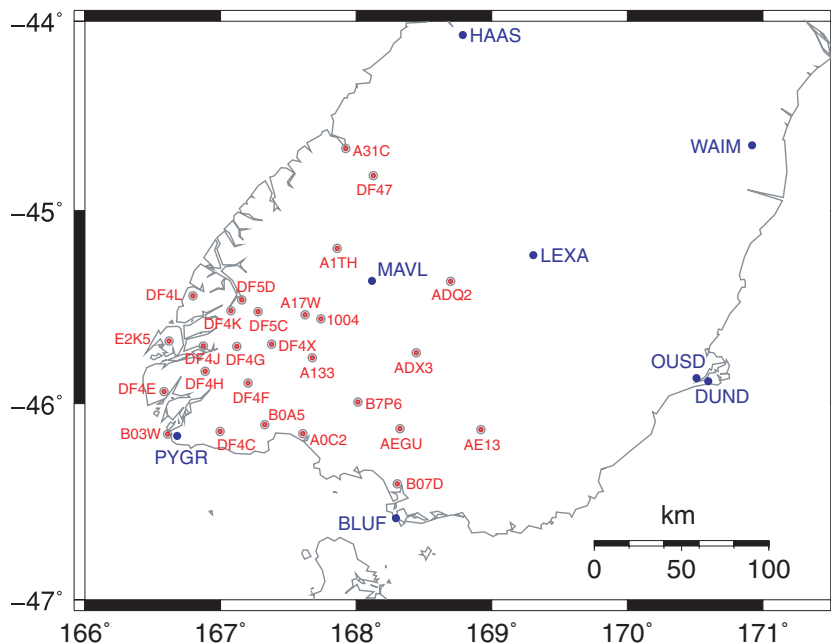 −44°
HAAS
A31C
WAIM
DF47
−45°
A1TH
LEXA
MAVL
ADQ2
DF4L
DF5D
A17W
DF4K
DF5C
1004
E2K5
DF4J
DF4G
DF4X
A133
ADX3
OUSD
DF4E
DF4H
DF4F
DUND
−46°
B7P6
B0A5
B03W
DF4C
A0C2
AEGU
AE13
PYGR
B07D
BLUF
km
0 50 100
−47°
166° 167° 168° 169° 170° 171°